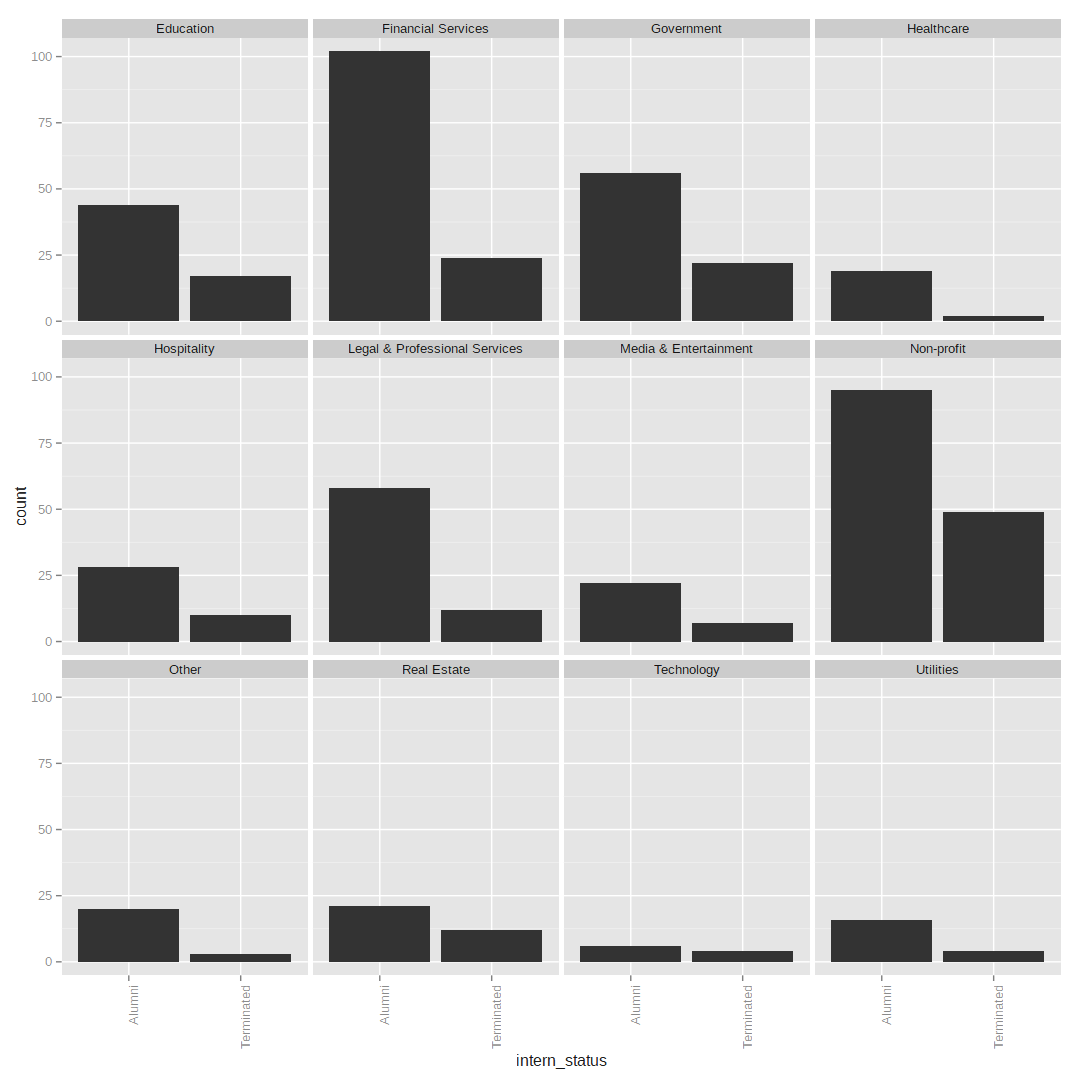 Education Financial Services Government Healthcare
100
75
50
25
0
Hospitality Legal & Professional Services Media & Entertainment Non-profit
100
75
50
25
0
count
Other Real Estate Technology Utilities
100
75
50
25
0
Alumni Terminated Alumni Terminated Alumni Terminated Alumni Terminated
intern_status